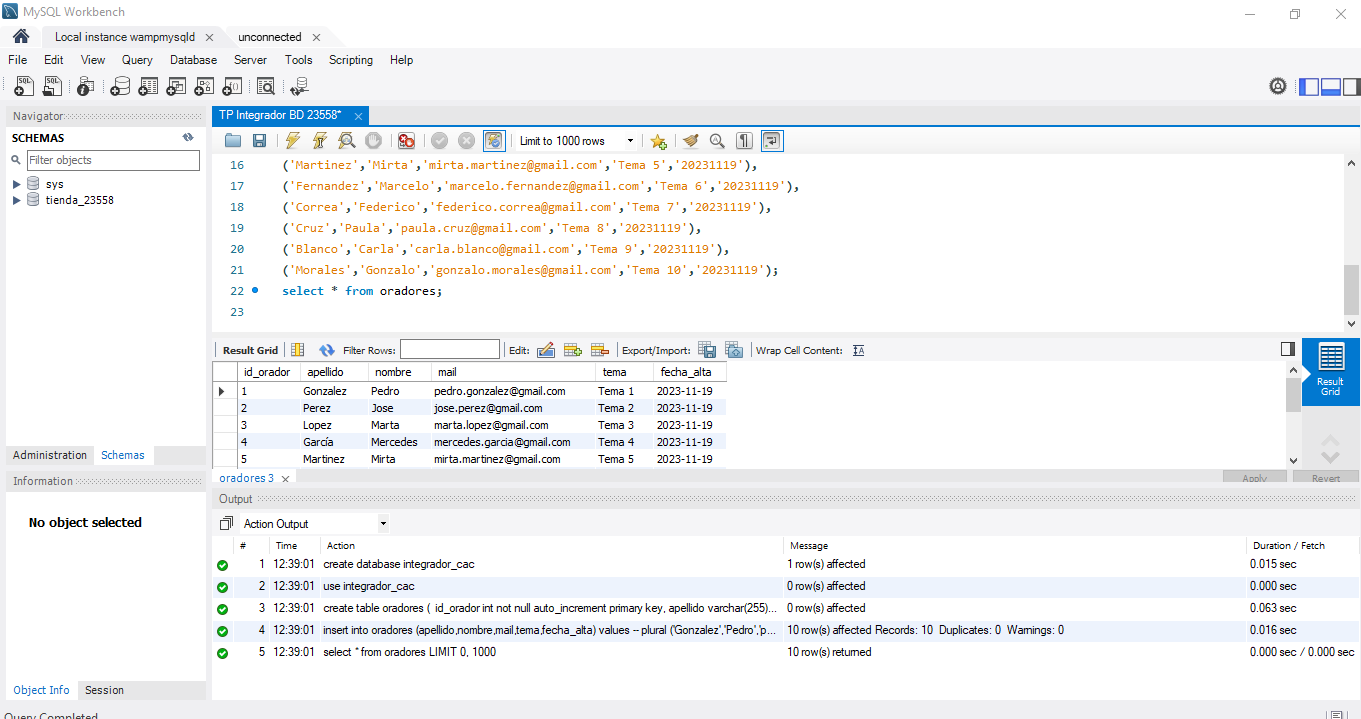 MySQL Workbench
Local instance wampmysqld
unconnected
File Edit View Query Database Server Tools Scripting Help
Navigator
SCHEMAS
Filter objects
sys
tienda_23558
Administration Schemas
Information
No object selected
Object Info Session
TP Integrador BD 23558*
Limit to 1000 rows
16 ('Martinez','Mirta','mirta.martinez@gmail.com','Tema 5','20231119'),
17 ('Fernandez','Marcelo','marcelo.fernandez@gmail.com','Tema 6','20231119'),
18 ('Correa','Federico','federico.correa@gmail.com','Tema 7','20231119'),
19 ('Cruz','Paula','paula.cruz@gmail.com','Tema 8','20231119'),
20 ('Blanco','Carla','carla.blanco@gmail.com','Tema 9','20231119'),
21 ('Morales','Gonzalo','gonzalo.morales@gmail.com','Tema 10','20231119');
22 select * from oradores;
23
Result Grid Filter Rows: Edit: Export/Import: Wrap Cell Content:
id_orador apellido nombre mail tema fecha_alta
1 Gonzalez Pedro pedro.gonzalez@gmail.com Tema 1 2023-11-19
2 Perez Jose jose.perez@gmail.com Tema 2 2023-11-19
3 Lopez Marta marta.lopez@gmail.com Tema 3 2023-11-19
4 García Mercedes mercedes.garcia@gmail.com Tema 4 2023-11-19
5 Martinez Mirta mirta.martinez@gmail.com Tema 5 2023-11-19
Result
Grid
oradores 3
Apply Revert
Output
Action Output
# Time Action Message Duration / Fetch
1 12:39:01 create database integrador_cac 1 row(s) affected 0.015 sec
2 12:39:01 use integrador_cac 0 row(s) affected 0.000 sec
3 12:39:01 create table oradores ( id_orador int not null auto_increment primary key, apellido varchar(255)... 0 row(s) affected 0.063 sec
4 12:39:01 insert into oradores (apellido,nombre,mail,tema,fecha_alta) values -- plural ('Gonzalez','Pedro','p... 10 row(s) affected Records: 10 Duplicates: 0 Warnings: 0 0.016 sec
5 12:39:01 select * from oradores LIMIT 0, 1000 10 row(s) returned 0.000 sec / 0.000 sec
Query Completed